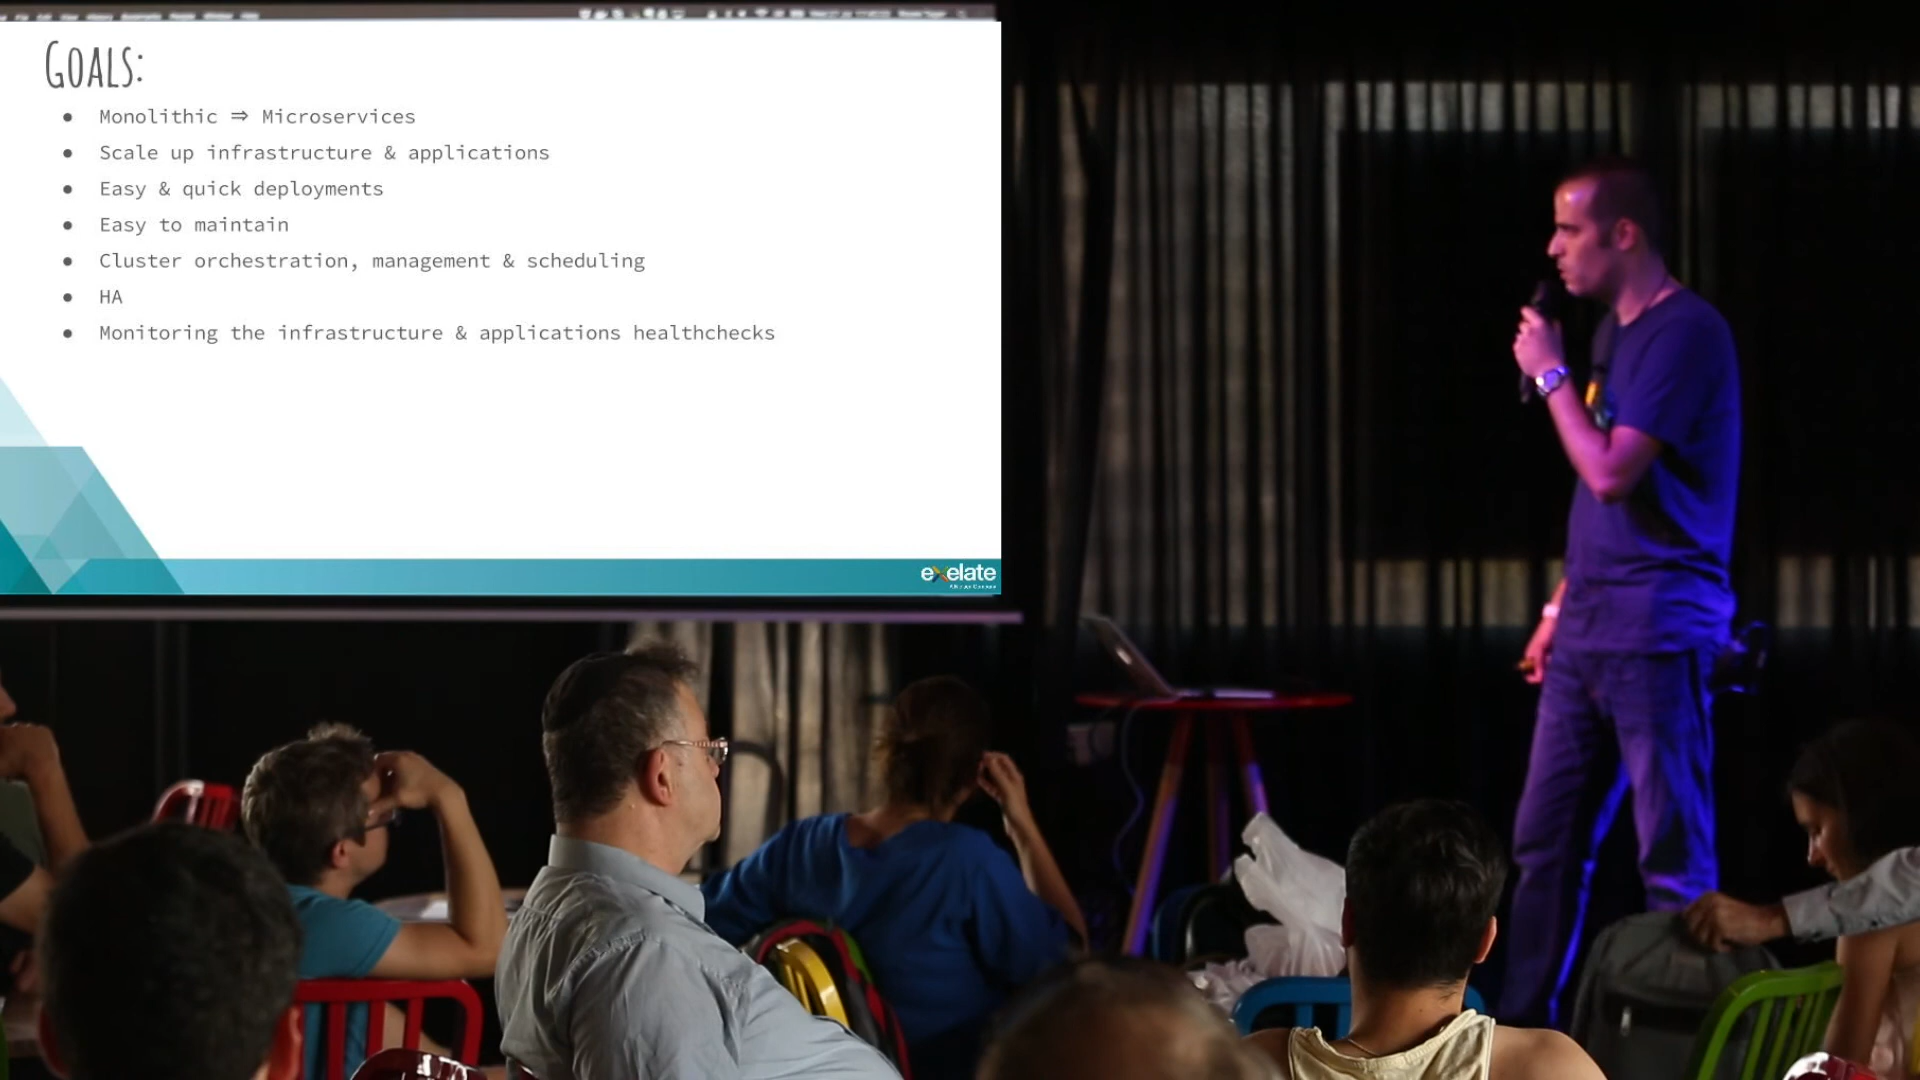 GOALS:
● Monolithic ⇒ Microservices
● Scale up infrastructure & applications
● Easy & quick deployments
● Easy to maintain
● Cluster orchestration, management & scheduling
● HA
● Monitoring the infrastructure & applications healthchecks
exelate